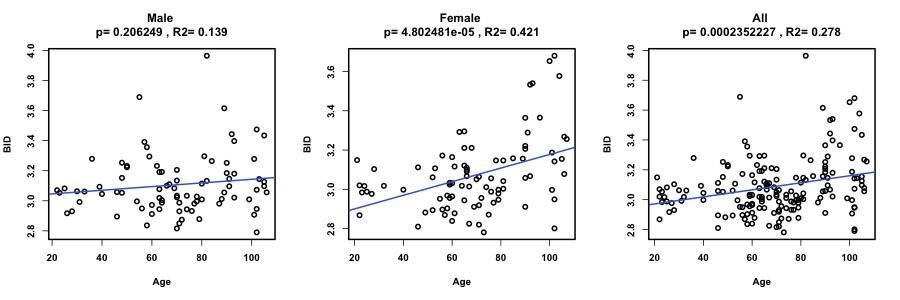 Male
p= 0.206249 , R2= 0.139
BID
4.0
3.8
3.6
3.4
3.2
3.0
2.8
20 40 60 80 100
Age
Female
p= 4.802481e-05 , R2= 0.421
BID
3.6
3.4
3.2
3.0
2.8
20 40 60 80 100
Age
All
p= 0.0002352227 , R2= 0.278
BID
4.0
3.8
3.6
3.4
3.2
3.0
2.8
20 40 60 80 100
Age